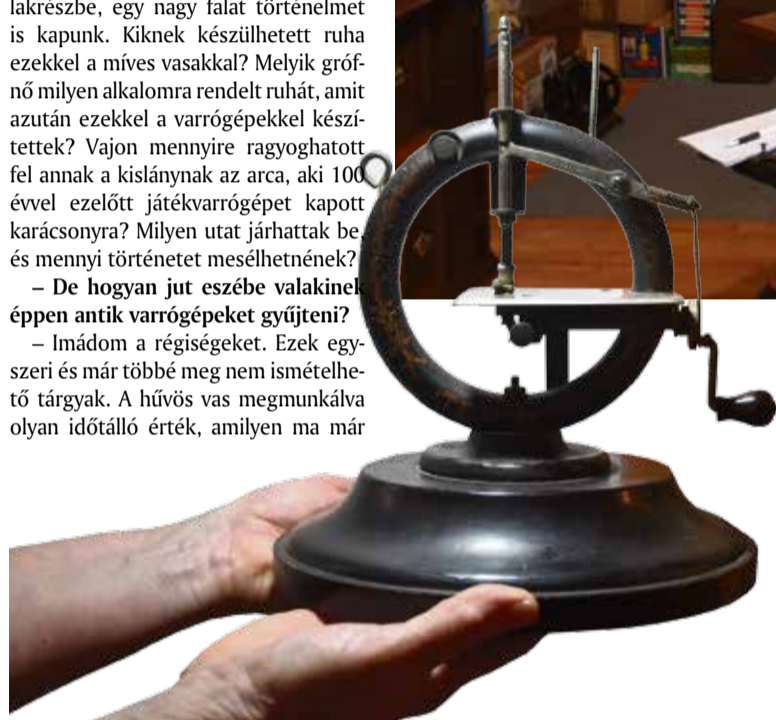 lakrészbe, egy nagy falat történelmet
is kapunk. Kiknek készülhetett ruha
ezekkel a míves vasakkal? Melyik gróf-
nő milyen alkalomra rendelt ruhát, amit
azután ezekkel a varrógépekkel készí-
tettek? Vajon mennyire ragyoghatott
fel annak a kislánynak az arca, aki 100
évvel ezelőtt játékvarrógépet kapott
karácsonyra? Milyen utat járhattak be,
és mennyi történetet mesélhetnének?
– De hogyan jut eszébe valakinek
éppen antik varrógépeket gyűjteni?
– Imádom a régiségeket. Ezek egy-
szeri és már többé meg nem ismételhe-
tő tárgyak. A hűvös vas megmunkálva
olyan időtálló érték, amilyen ma már